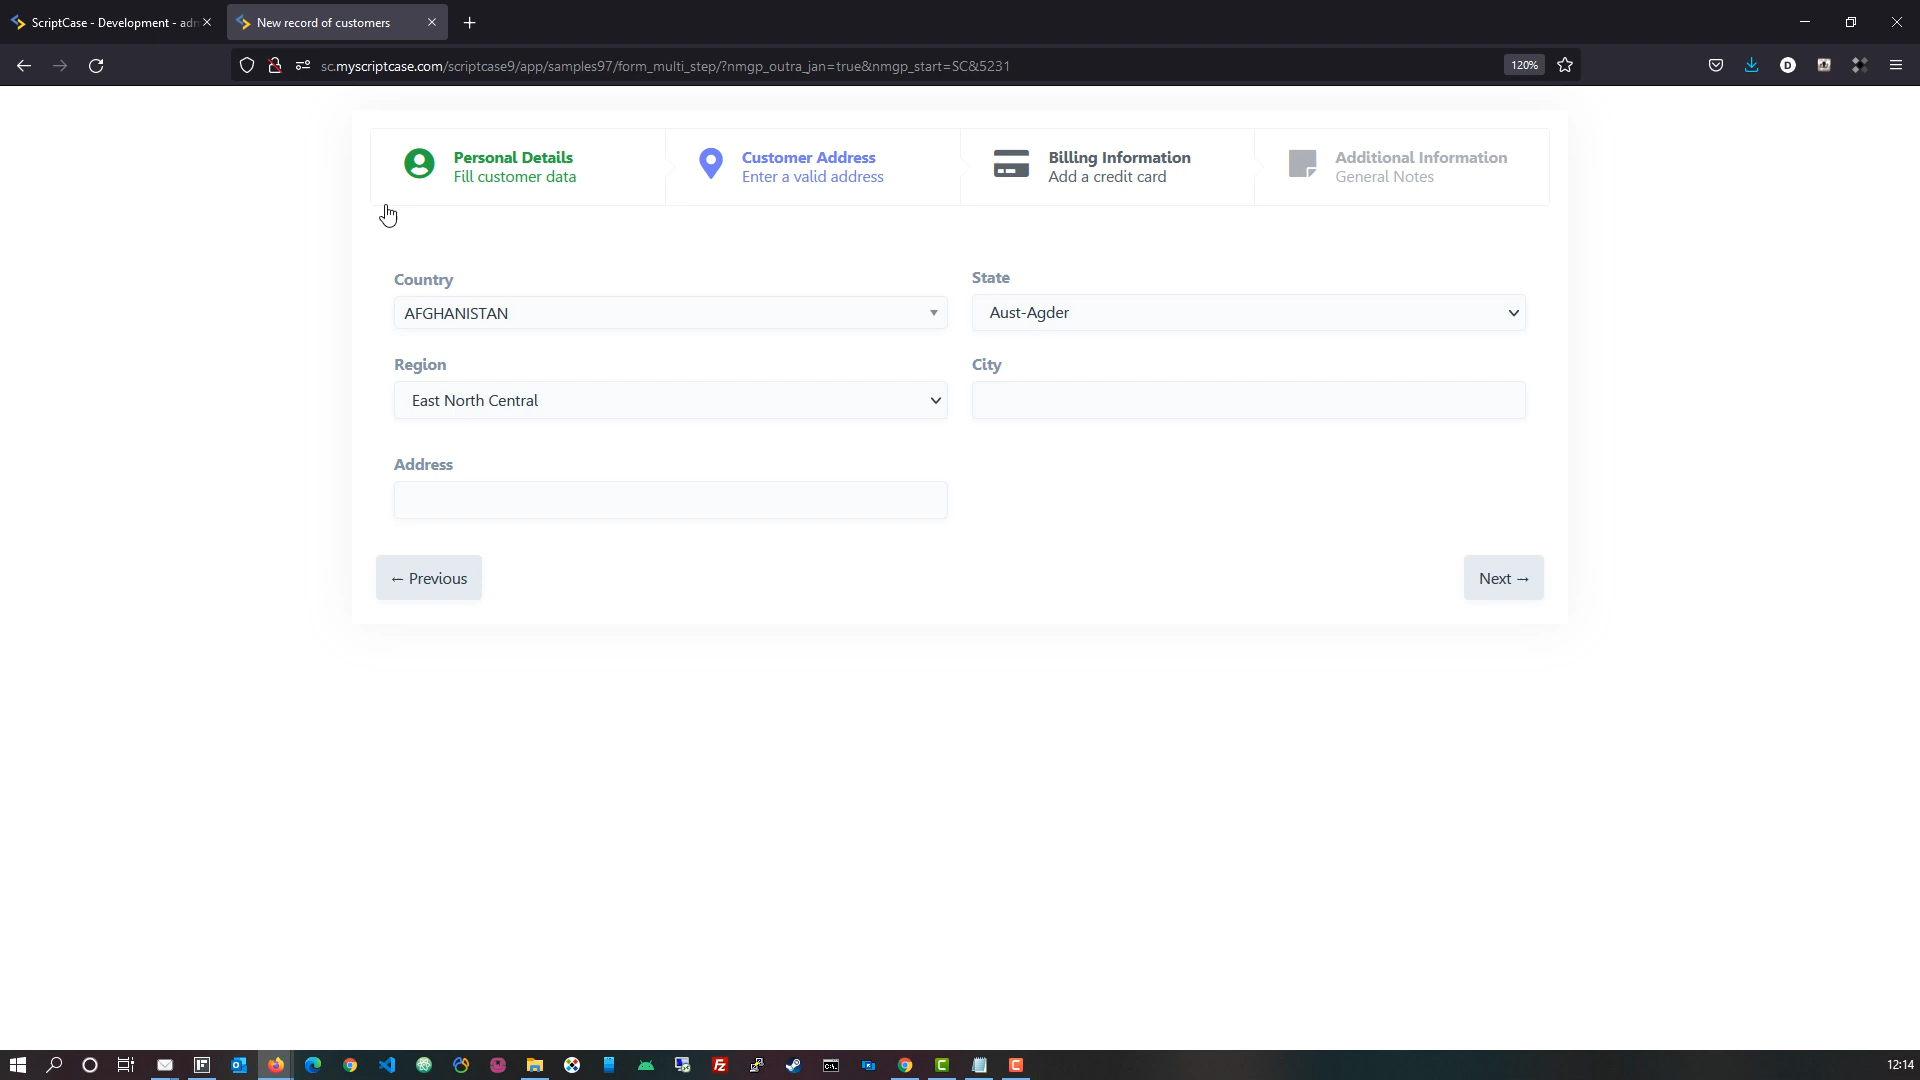 ScriptCase - Development - adm
New record of customers
sc.myscriptcase.com/scriptcase9/app/samples97/form_multi_step/?nmgp_outra_jan=true&nmgp_start=SC&5231
120%
Personal Details
Fill customer data
Customer Address
Enter a valid address
Billing Information
Add a credit card
Additional Information
General Notes
Country
State
AFGHANISTAN
Aust-Agder
Region
City
East North Central
Address
← Previous
Next →
12:14